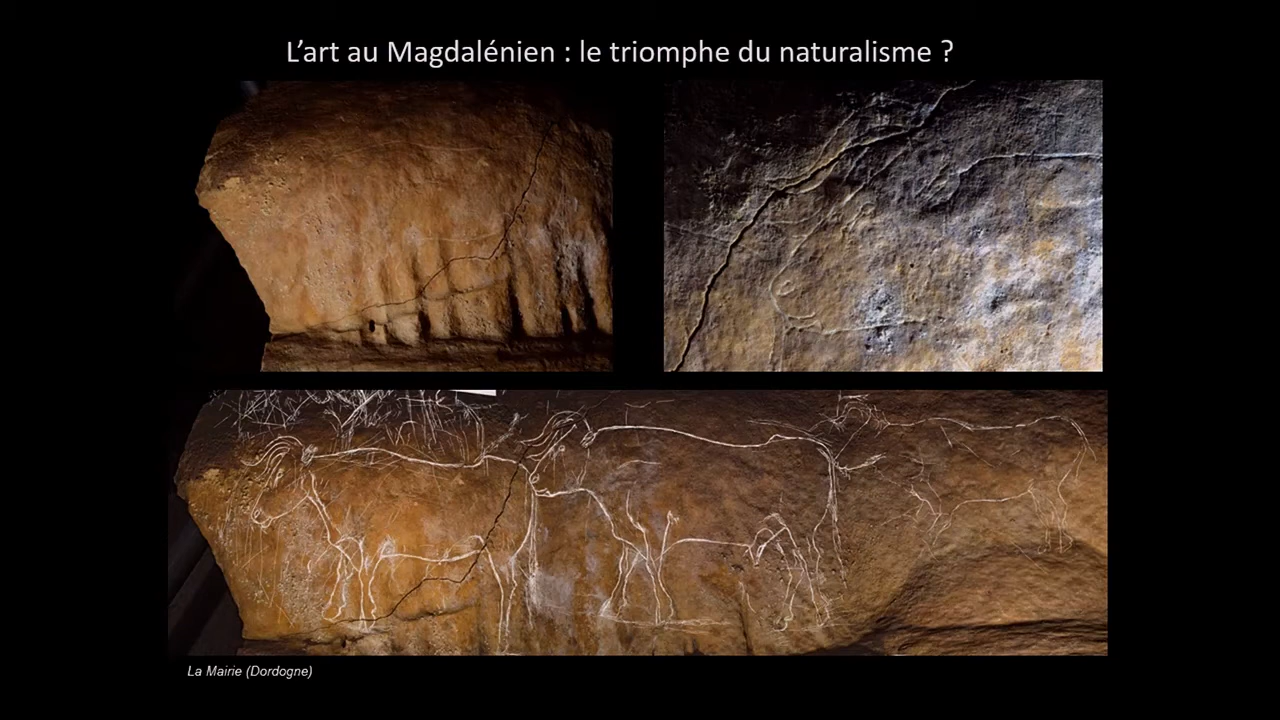 L’art au Magdalénien : le triomphe du naturalisme ?
La Mairie (Dordogne)